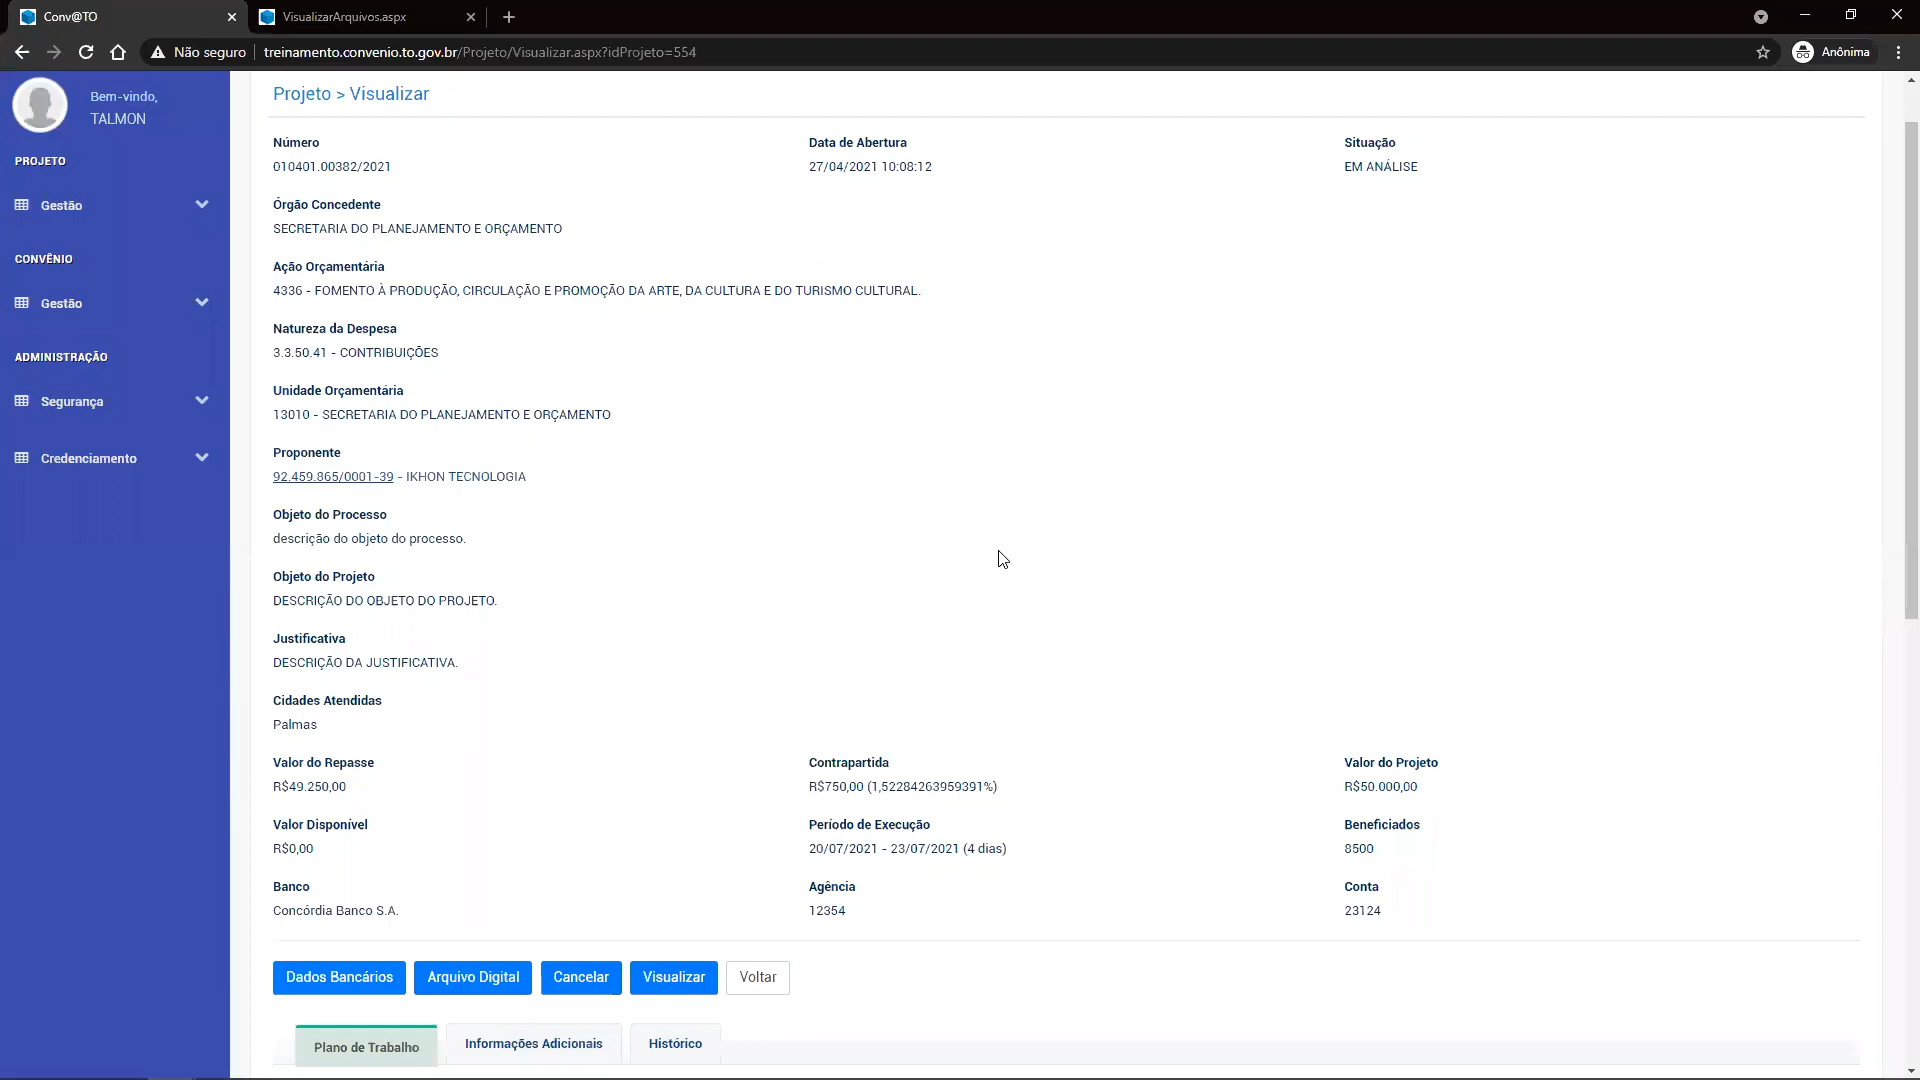 Conv@TO
VisualizarArquivos.aspx
Não seguro
treinamento.convenio.to.gov.br/Projeto/Visualizar.aspx?idProjeto=554
Anônima
Bem-vindo,
TALMON
PROJETO
Gestão
CONVÊNIO
Gestão
ADMINISTRAÇÃO
Segurança
Credenciamento
Projeto > Visualizar
Número
010401.00382/2021
Data de Abertura
27/04/2021 10:08:12
Situação
EM ANÁLISE
Órgão Concedente
SECRETARIA DO PLANEJAMENTO E ORÇAMENTO
Ação Orçamentária
4336 - FOMENTO À PRODUÇÃO, CIRCULAÇÃO E PROMOÇÃO DA ARTE, DA CULTURA E DO TURISMO CULTURAL.
Natureza da Despesa
3.3.50.41 - CONTRIBUIÇÕES
Unidade Orçamentária
13010 - SECRETARIA DO PLANEJAMENTO E ORÇAMENTO
Proponente
92.459.865/0001-39 - IKHON TECNOLOGIA
Objeto do Processo
descrição do objeto do processo.
Objeto do Projeto
DESCRIÇÃO DO OBJETO DO PROJETO.
Justificativa
DESCRIÇÃO DA JUSTIFICATIVA.
Cidades Atendidas
Palmas
Valor do Repasse
R$49.250,00
Contrapartida
R$750,00 (1,52284263959391%)
Valor do Projeto
R$50.000,00
Valor Disponível
R$0,00
Período de Execução
20/07/2021 - 23/07/2021 (4 dias)
Beneficiados
8500
Banco
Concórdia Banco S.A.
Agência
12354
Conta
23124
Dados Bancários
Arquivo Digital
Cancelar
Visualizar
Voltar
Plano de Trabalho
Informações Adicionais
Histórico